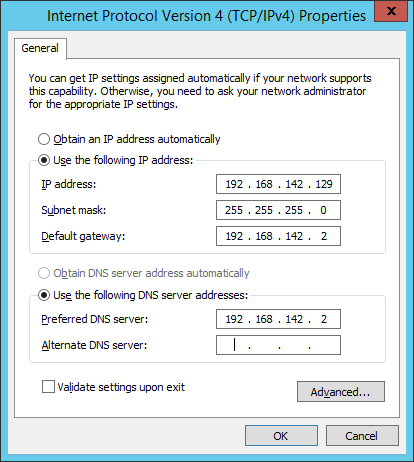 Internet Protocol Version 4 (TCP/IPv4) Properties
x
General
You can get IP settings assigned automatically if your network supports
this capability. Otherwise, you need to ask your network administrator
for the appropriate IP settings.
Obtain an IP address automatically
Use the following IP address:
IP address: 192 . 168 . 142 . 129
Subnet mask: 255 . 255 . 255 . 0
Default gateway: 192 . 168 . 142 . 2
Obtain DNS server address automatically
Use the following DNS server addresses:
Preferred DNS server: 192 . 168 . 142 . 2
Alternate DNS server: . . .
Validate settings upon exit
Advanced...
OK Cancel